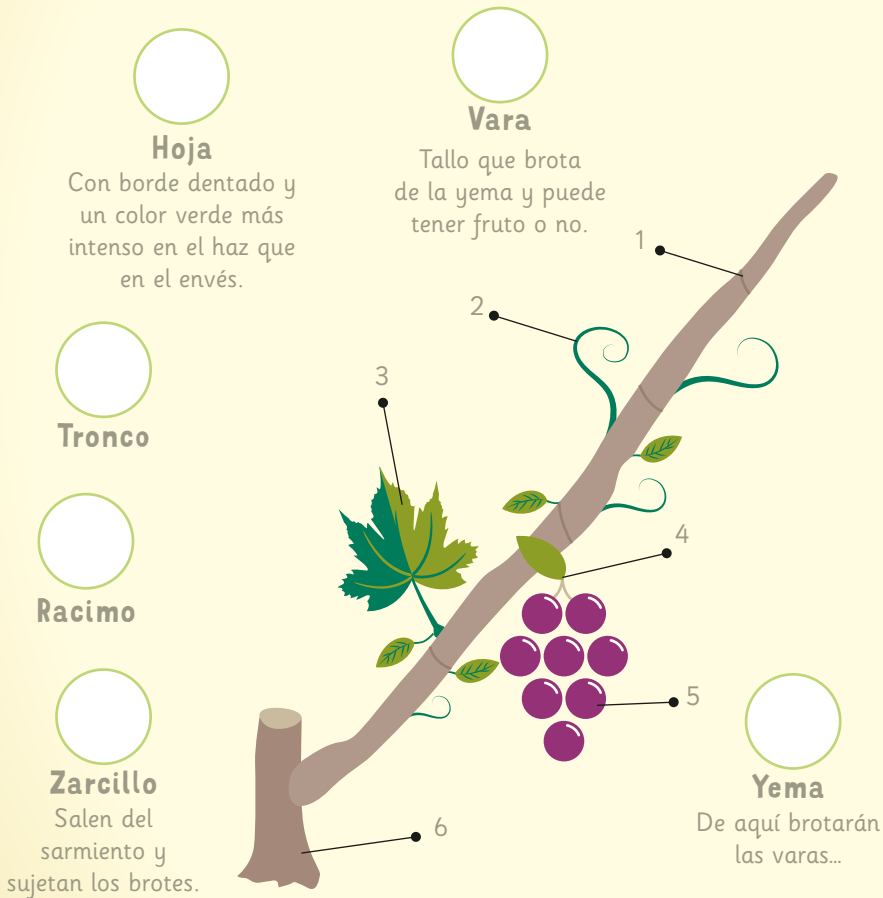 Hoja
Con borde dentado y
un color verde más
intenso en el haz que
en el envés.
Vara
Tallo que brota
de la yema y puede
tener fruto o no.
1
2
3
Tronco
4
Racimo
5
Zarcillo
Salen del
sarmiento y
sujetan los brotes.
6
Yema
De aquí brotarán
las varas...